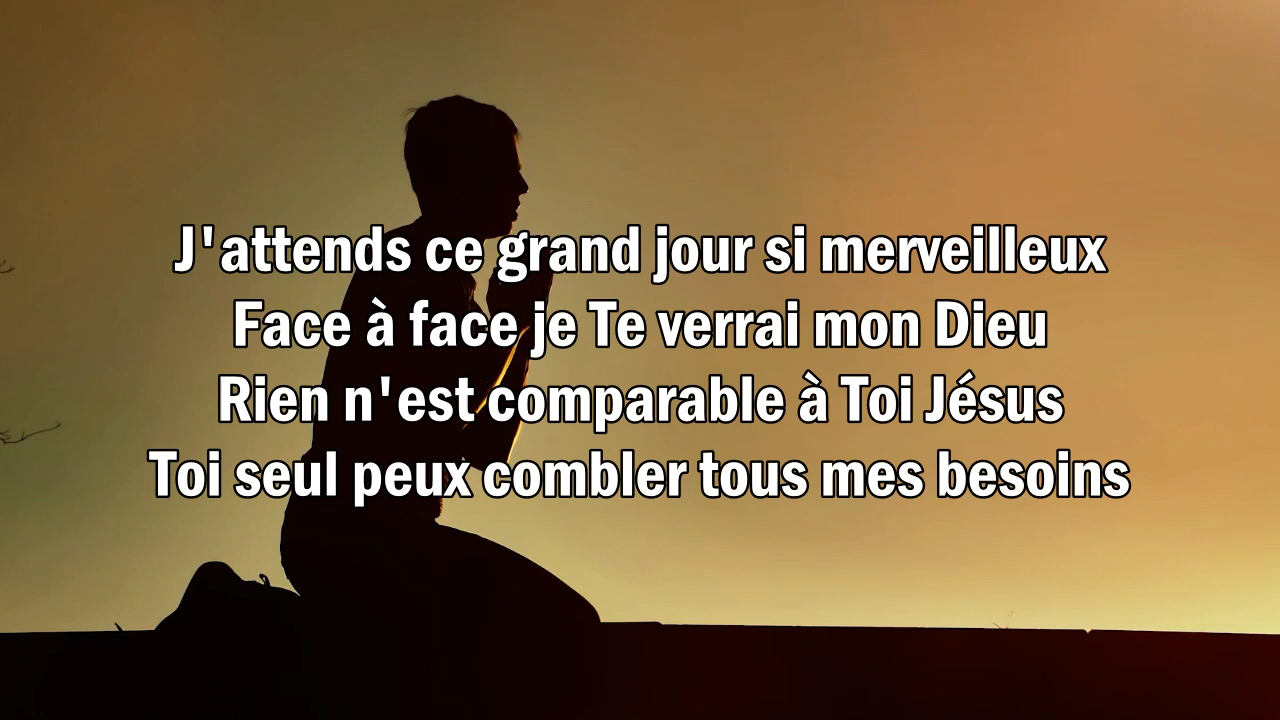 J'attends ce grand jour si merveilleux
Face à face je Te verrai mon Dieu
Rien n'est comparable à Toi Jésus
Toi seul peux combler tous mes besoins